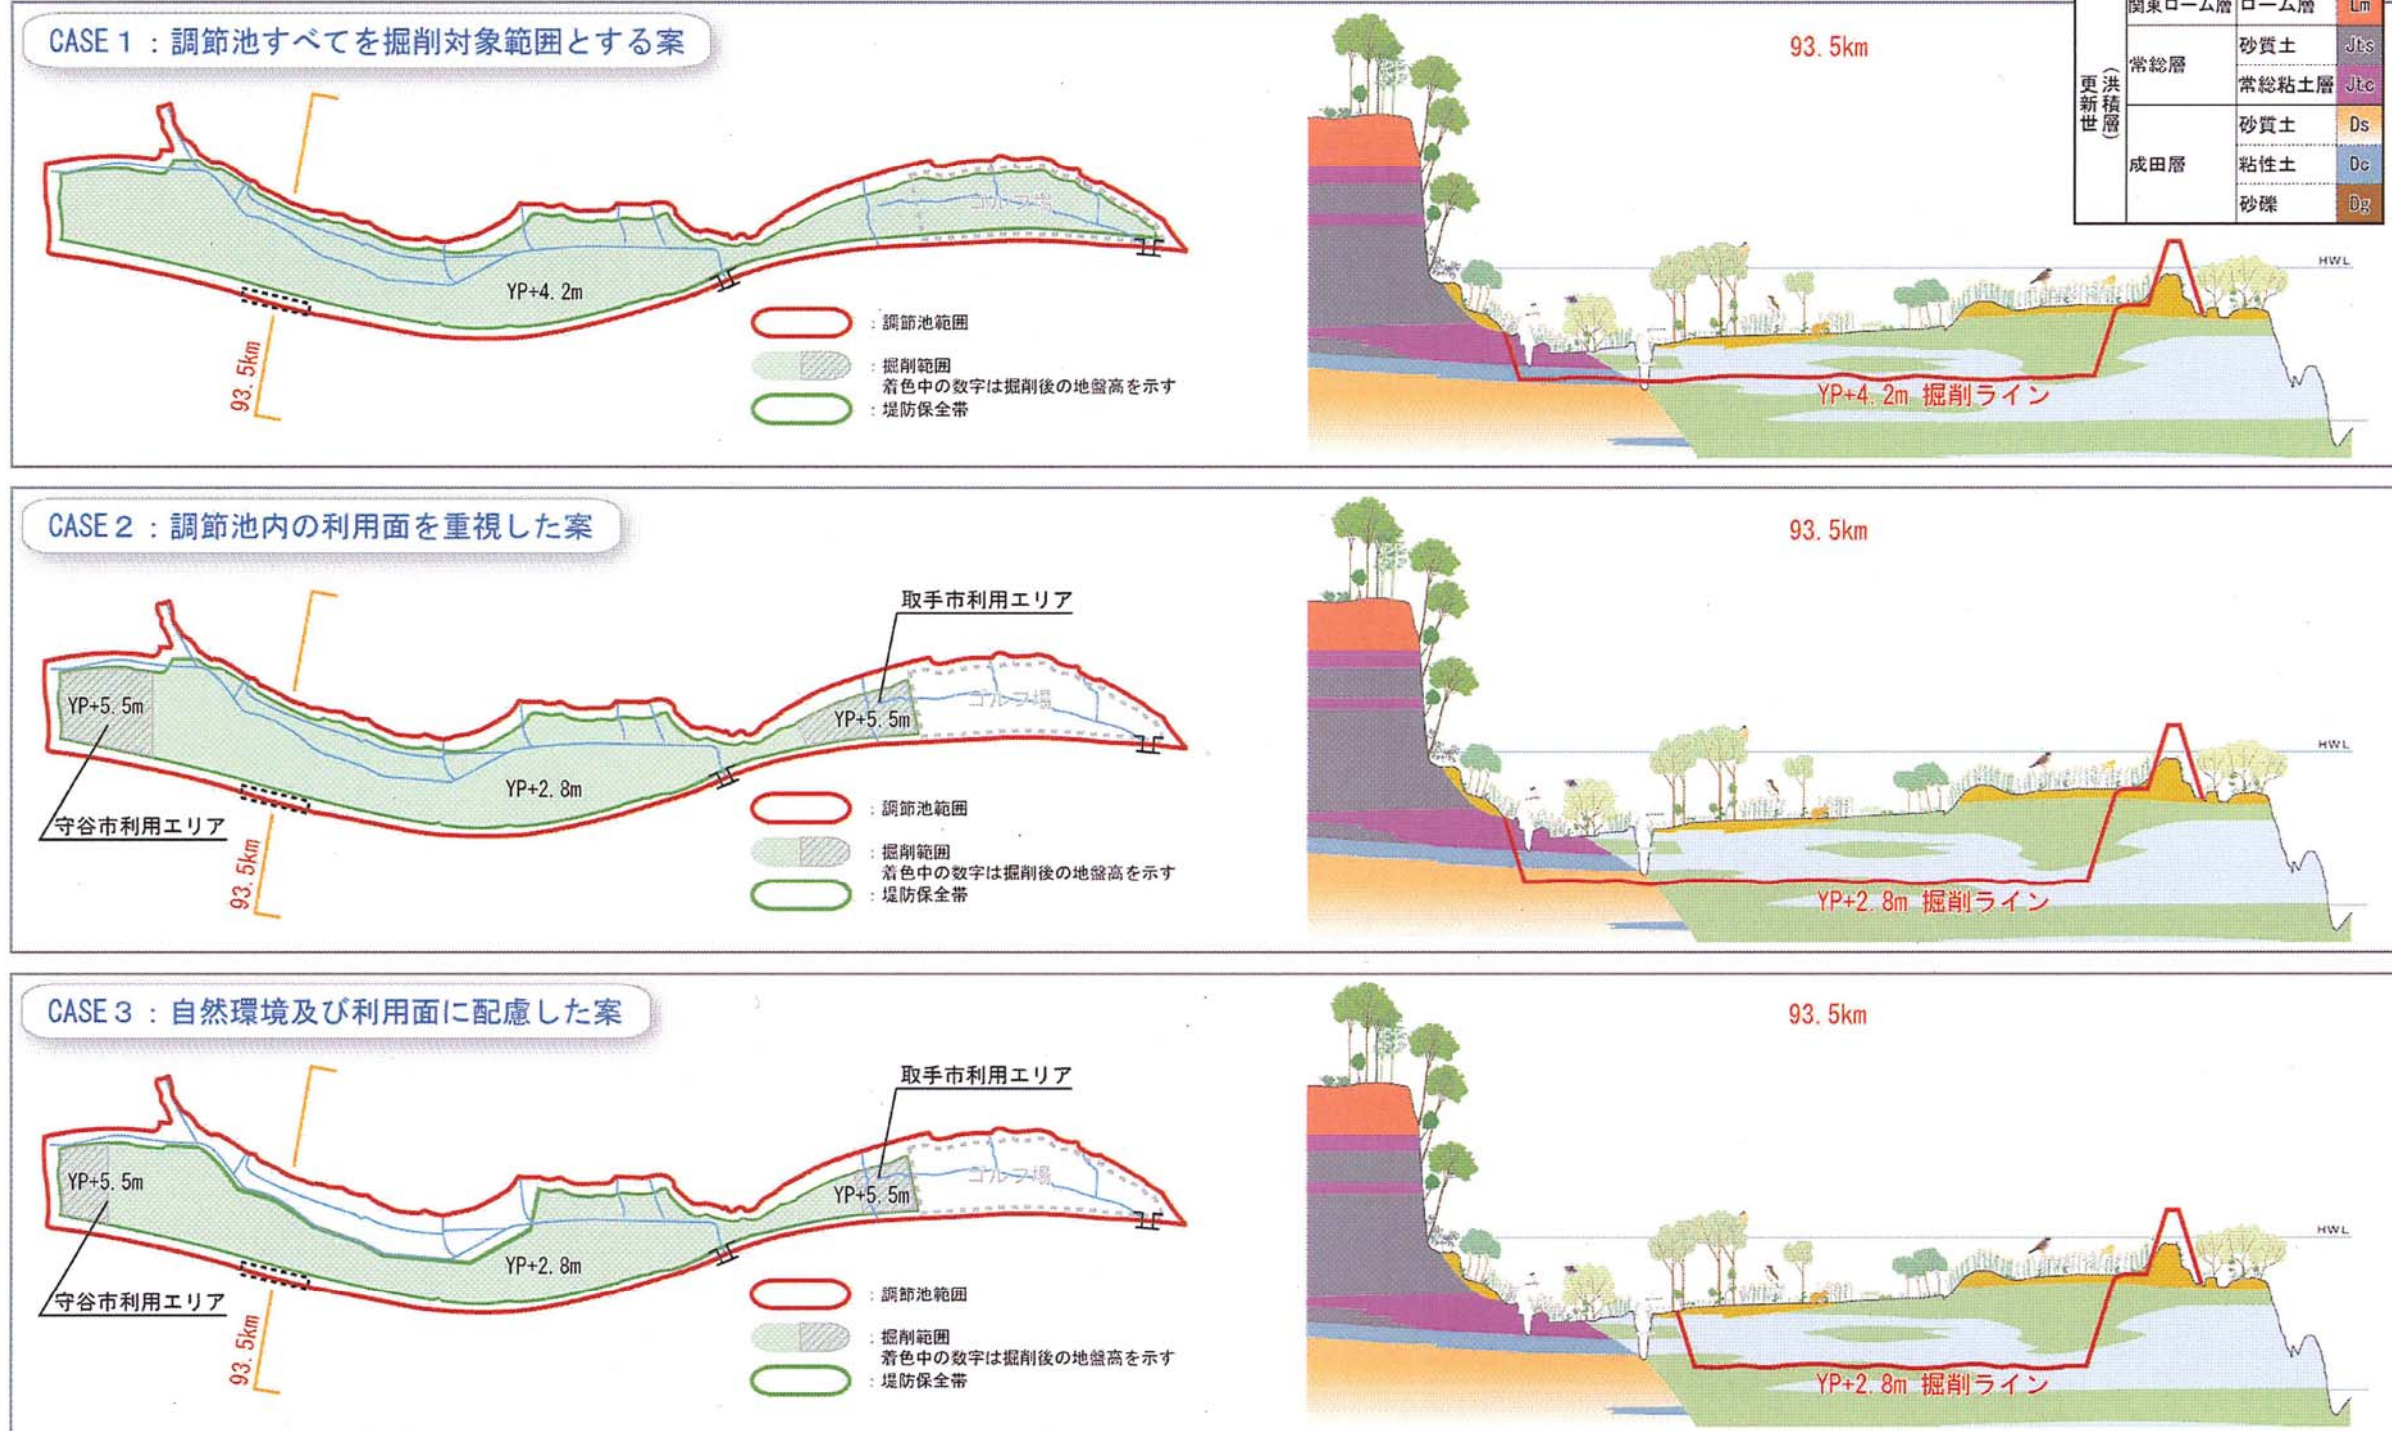 CASE 1 : 調節池すべてを掘削対象範囲とする案
ゴルフ場
YP+4.2m
93.5km
: 調節池範囲
: 掘削範囲
着色中の数字は掘削後の地盤高を示す
: 堤防保全帯
93.5km
HWL
YP+4.2m 掘削ライン
関東ローム層 ローム層 Lm
更新世
(洪積層)
常総層
砂質土 Jts
常総粘土層 Jtc
成田層
砂質土 Ds
粘性土 Dc
砂礫 Dg
CASE 2 : 調節池内の利用面を重視した案
取手市利用エリア
YP+5.5m
ゴルフ場
YP+5.5m
YP+2.8m
守谷市利用エリア
93.5km
: 調節池範囲
: 掘削範囲
着色中の数字は掘削後の地盤高を示す
: 堤防保全帯
93.5km
HWL
YP+2.8m 掘削ライン
CASE 3 : 自然環境及び利用面に配慮した案
取手市利用エリア
YP+5.5m
ゴルフ場
YP+5.5m
YP+2.8m
守谷市利用エリア
93.5km
: 調節池範囲
: 掘削範囲
着色中の数字は掘削後の地盤高を示す
: 堤防保全帯
93.5km
HWL
YP+2.8m 掘削ライン